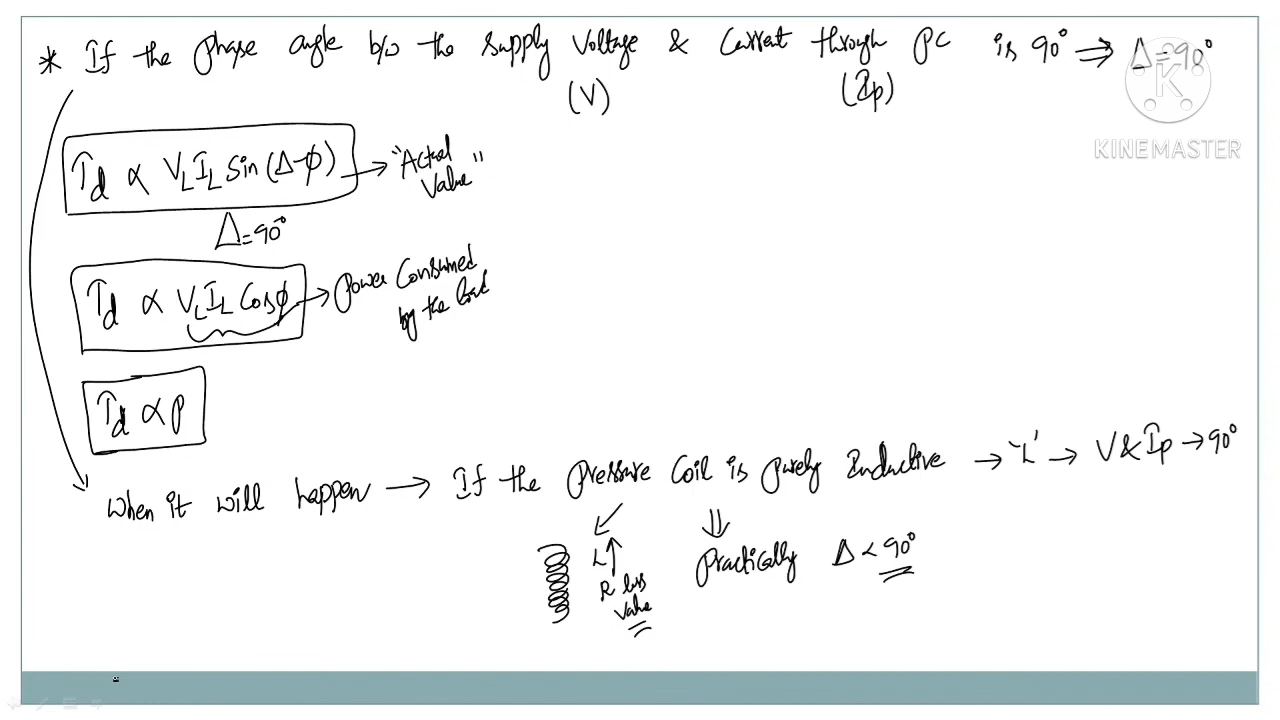 * If the phase angle b/w the supply voltage & current through PC is 90° ⇒ Δ=90°
(V) (Ip)
K
KINEMASTER
Td ∝ VL IL Sin (Δ-ϕ) → "Actual Value"
Δ=90°
Td ∝ VL IL Cosϕ → Power Consumed by the load
Td ∝ P
When it will happen → If the pressure Coil is purely Inductive → 'L' → V & Ip → 90°
L↑
R less value
Practically Δ < 90°